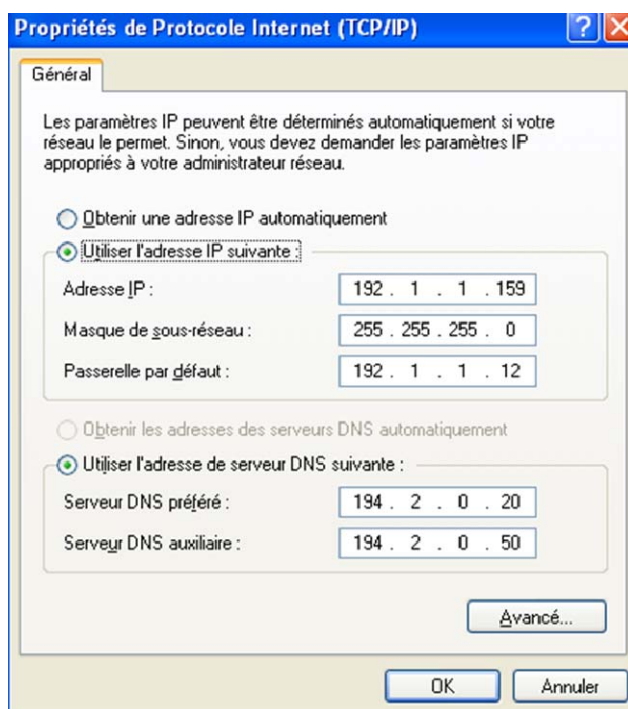 Propriétés de Protocole Internet (TCP/IP)
Général
Les paramètres IP peuvent être déterminés automatiquement si votre
réseau le permet. Sinon, vous devez demander les paramètres IP
appropriés à votre administrateur réseau.
Obtenir une adresse IP automatiquement
Utiliser l'adresse IP suivante :
Adresse IP : 192 . 1 . 1 . 159
Masque de sous-réseau : 255 . 255 . 255 . 0
Passerelle par défaut : 192 . 1 . 1 . 12
Obtenir les adresses des serveurs DNS automatiquement
Utiliser l'adresse de serveur DNS suivante :
Serveur DNS préféré : 194 . 2 . 0 . 20
Serveur DNS auxiliaire : 194 . 2 . 0 . 50
Avancé...
OK Annuler